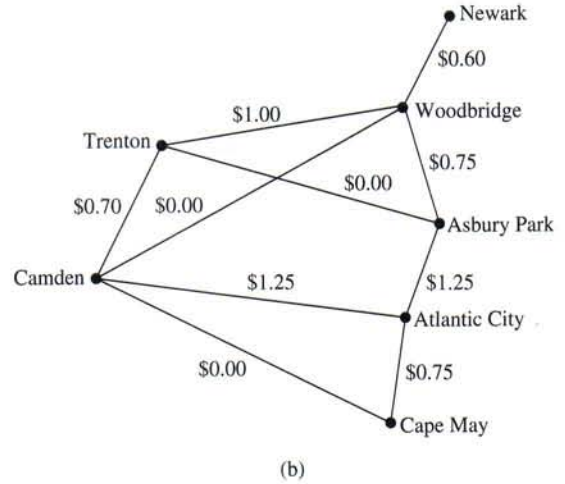 Newark
$0.60
$1.00
Woodbridge
Trenton
$0.75
$0.00
$0.70
$0.00
Asbury Park
Camden
$1.25
$1.25
Atlantic City
$0.00
$0.75
Cape May
(b)